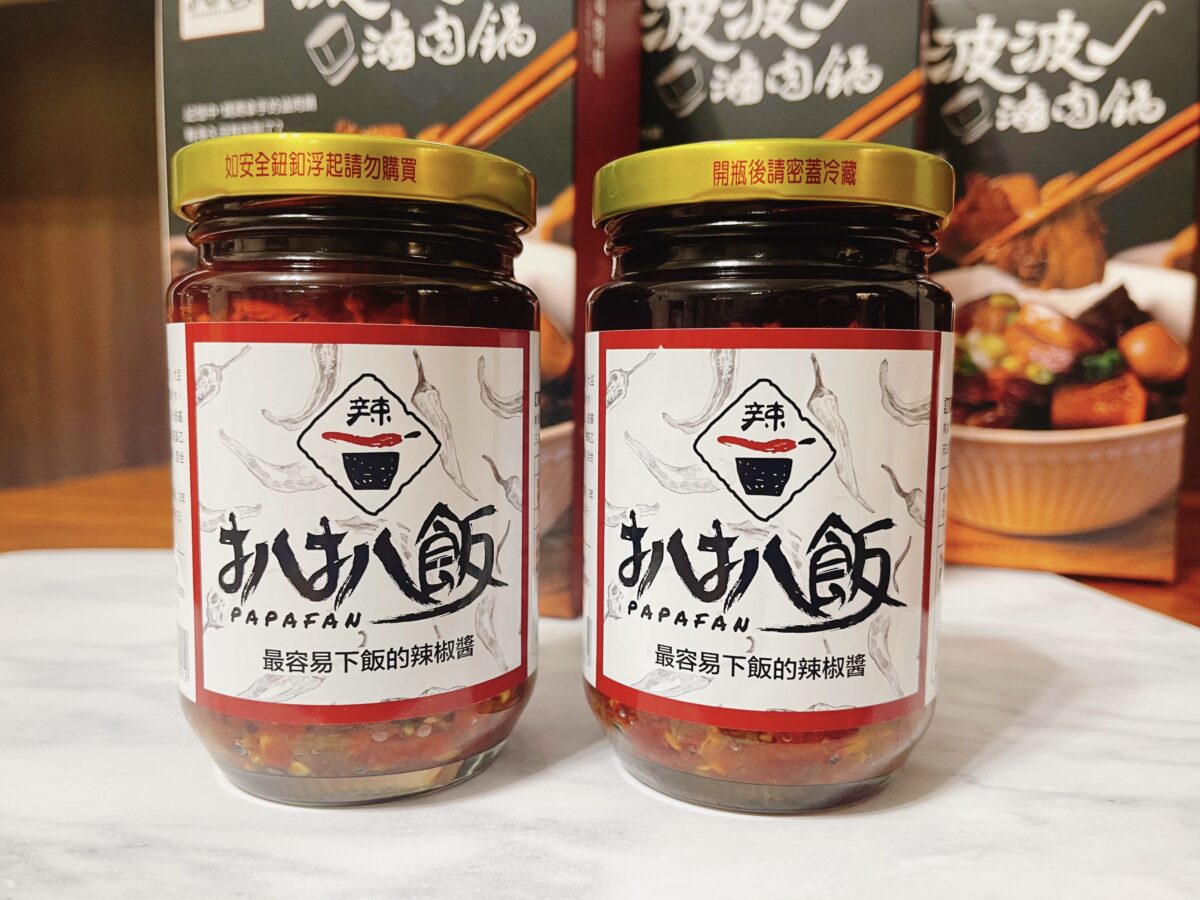 波波
滷肉鍋
波波
滷肉鍋
波波
滷肉鍋
如安全鈕釦浮起請勿購買
開瓶後請密蓋冷藏
辣
扒扒飯
PAPAFAN
最容易下飯的辣椒醬
辣
扒扒飯
PAPAFAN
最容易下飯的辣椒醬